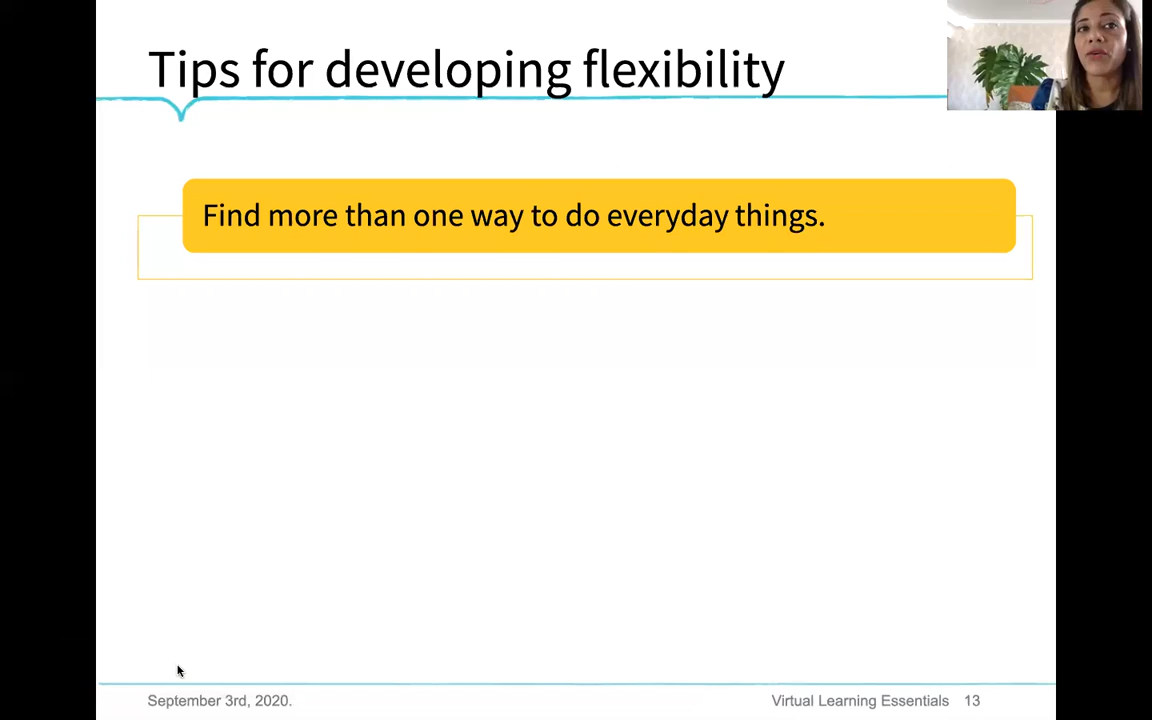 Tips for developing flexibility
Find more than one way to do everyday things.
September 3rd, 2020.
Virtual Learning Essentials 13